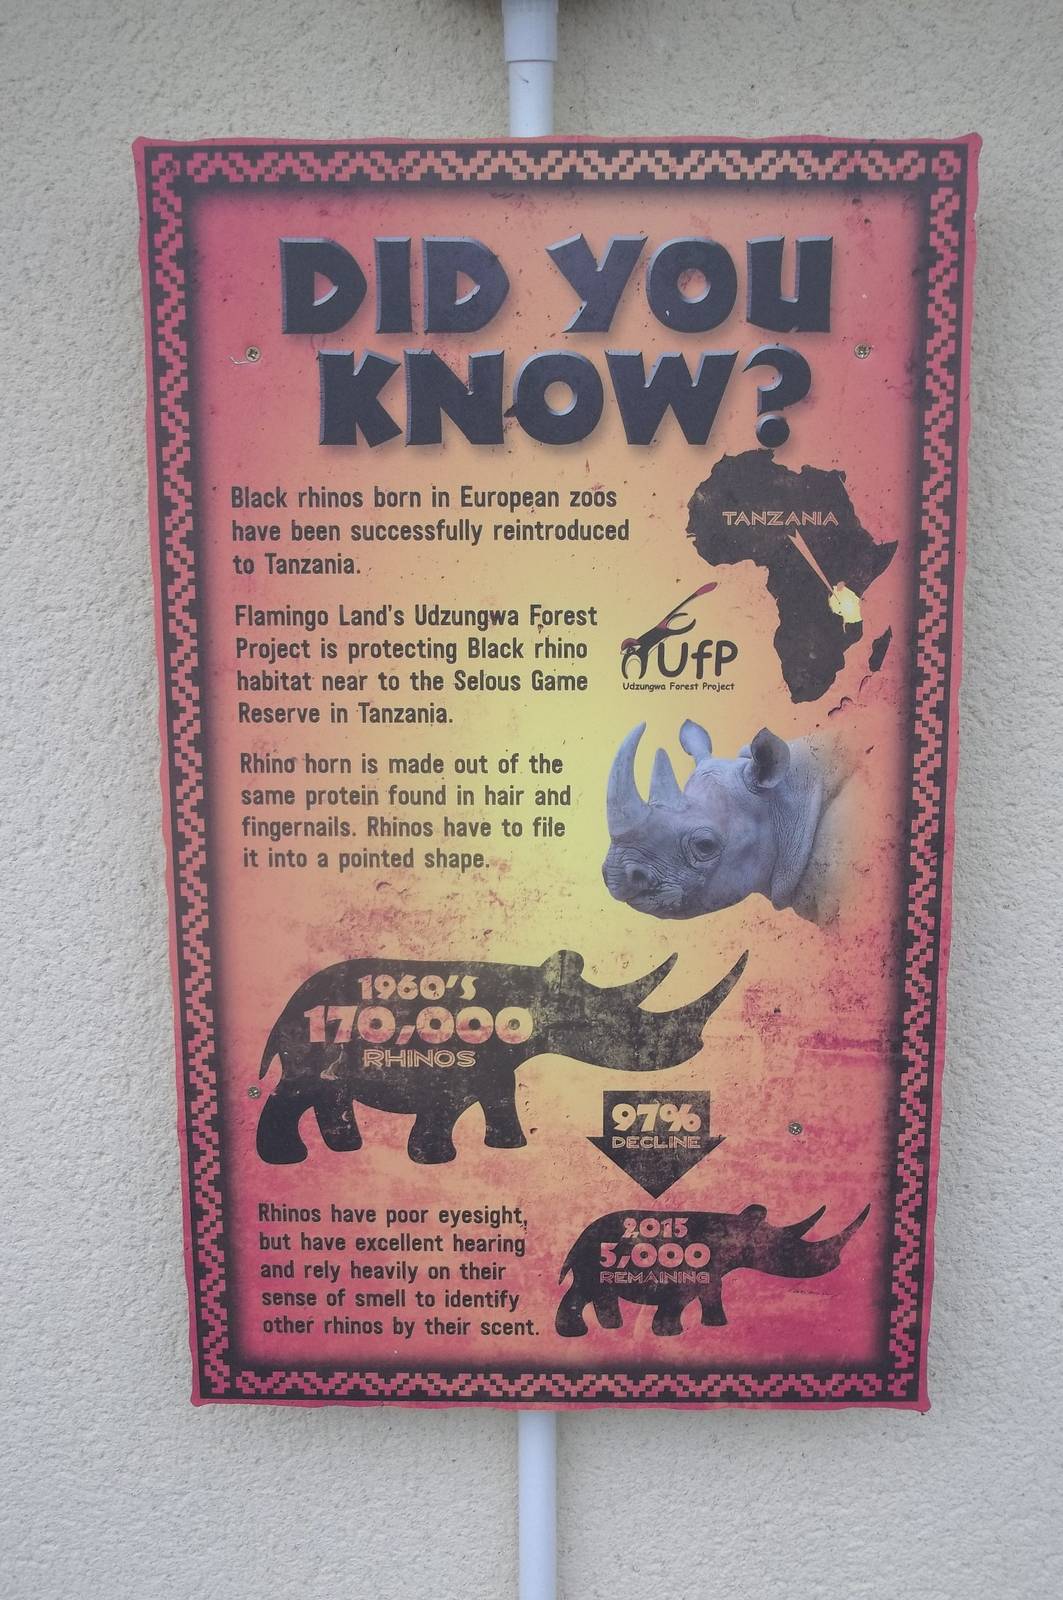 DID YOU
KNOW?
Black rhinos born in European zoos
have been successfully reintroduced
to Tanzania.
TANZANIA
Flamingo Land's Udzungwa Forest
Project is protecting Black rhino
habitat near to the Selous Game
Reserve in Tanzania.
UfP
Udzungwa Forest Project
Rhino horn is made out of the
same protein found in hair and
fingernails. Rhinos have to file
it into a pointed shape.
1960'S
170,000
RHINOS
97%
DECLINE
2015
5,000
REMAINING
Rhinos have poor eyesight,
but have excellent hearing
and rely heavily on their
sense of smell to identify
other rhinos by their scent.